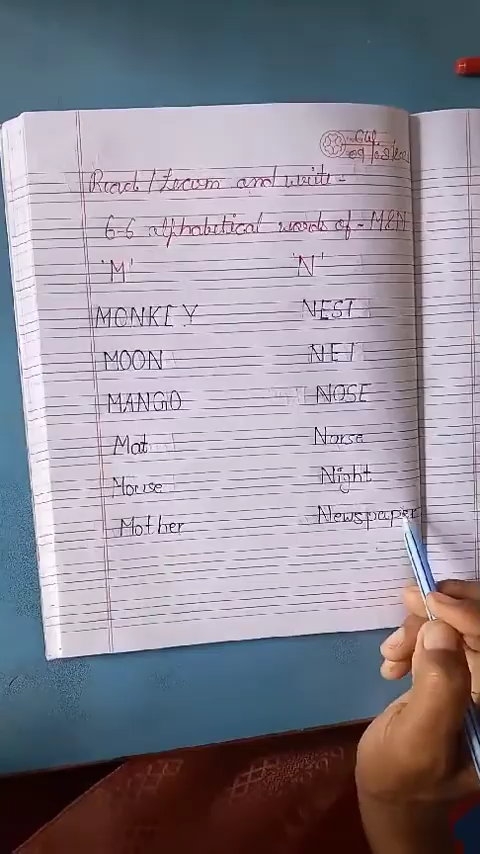 C.W
Read / Learn and write -
6-6 alphabetical words of - M & N
'M' 'N'
MONKEY NEST
MOON NET
MANGO NOSE
Mat Norse
Mouse Night
Mother Newspaper